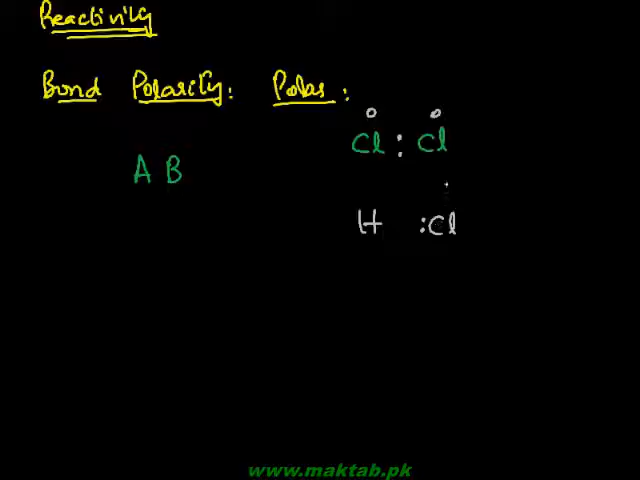 Reactivity
Bond Polarity: Polar:
Cl : Cl
A B
H :Cl
www.maktab.pk